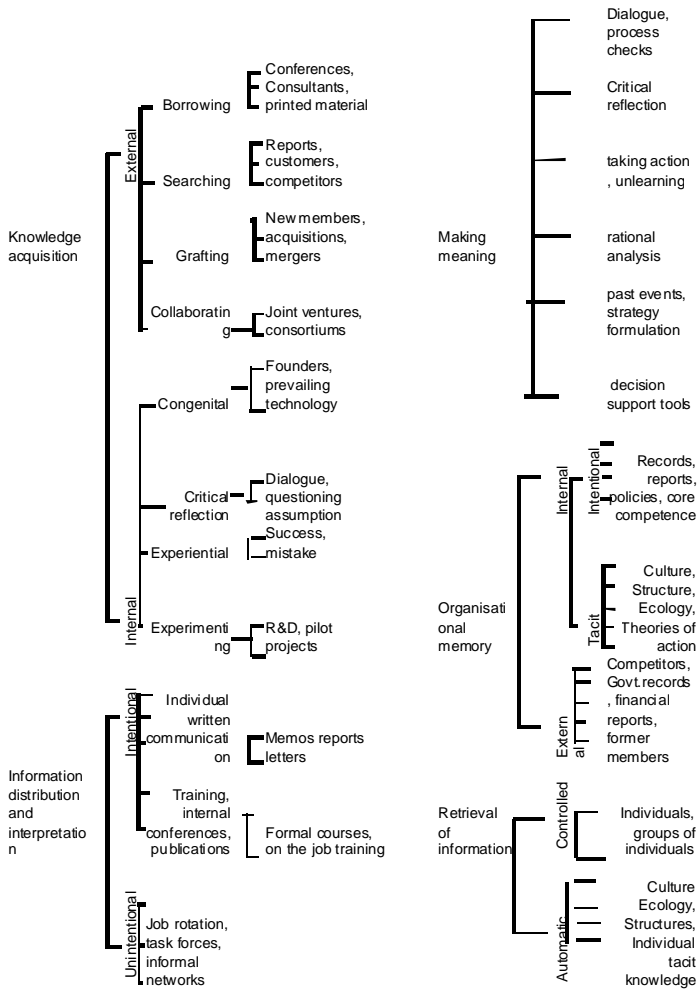 Knowledge
acquisition
External
Borrowing
Conferences,
Consultants,
printed material
Searching
Reports,
customers,
competitors
Grafting
New members,
acquisitions,
mergers
Collaboratin
g
Joint ventures,
consortiums
Internal
Congenital
Founders,
prevailing
technology
Critical
reflection
Dialogue,
questioning
assumption
Experiential
Success,
mistake
Experimenti
ng
R&D, pilot
projects
Information
distribution
and
interpretatio
n
Intentional
Individual
written
communicati
on
Memos reports
letters
Training,
internal
conferences,
publications
Formal courses,
on the job training
Unintentional
Job rotation,
task forces,
informal
networks
Making
meaning
Dialogue,
process
checks
Critical
reflection
taking action
, unlearning
rational
analysis
past events,
strategy
formulation
decision
support tools
Organisati
onal
memory
Internal
Intentional
Records,
reports,
policies, core
competence
Tacit
Culture,
Structure,
Ecology,
Theories of
action
Extern
al
Competitors,
Govt.records
, financial
reports,
former
members
Retrieval
of
information
Controlled
Individuals,
groups of
individuals
Automatic
Culture
Ecology,
Structures,
Individual
tacit
knowledge